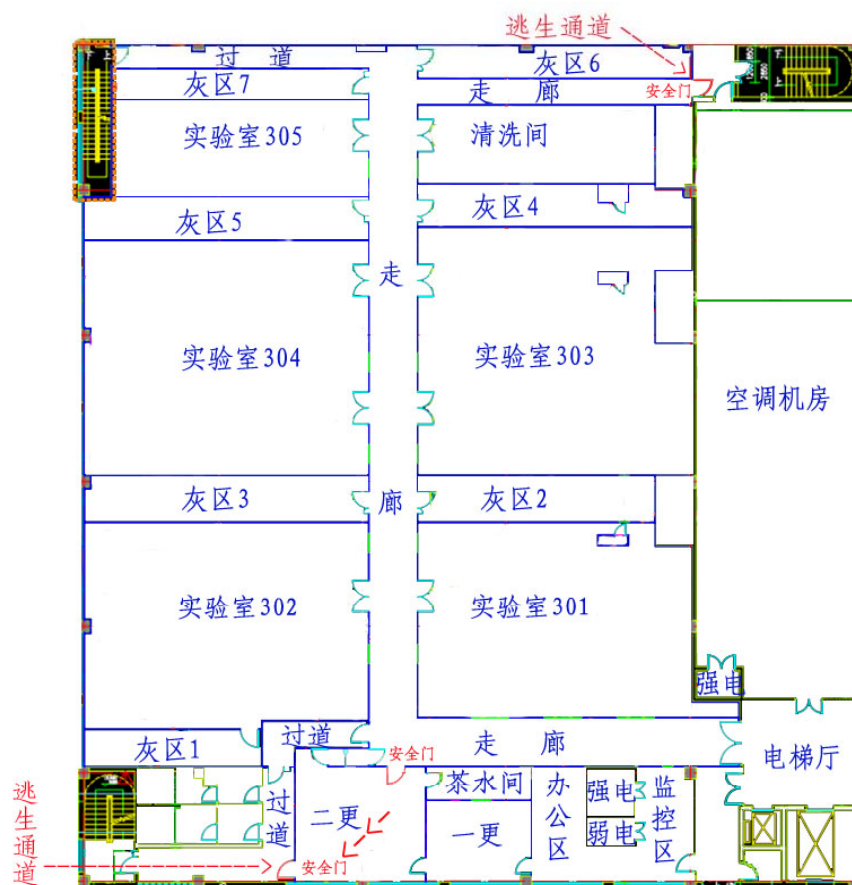 逃生通道
过道
灰区6
灰区7
走廊
安全门
实验室305
清洗间
灰区5
灰区4
走廊
实验室304
实验室303
空调机房
灰区3
灰区2
实验室302
实验室301
强电
灰区1
过道
安全门
走廊
电梯厅
逃生通道
过道
二更
茶水间
一更
办公区
强电
弱电
监控区
安全门